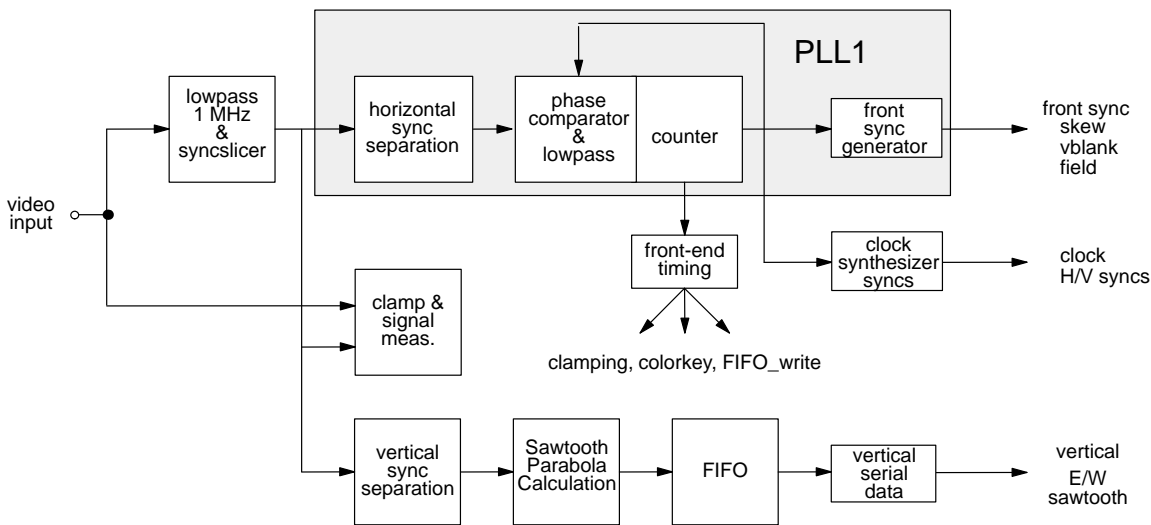 PLL1
lowpass
1 MHz
&
syncslicer
horizontal
sync
separation
phase
comparator
&
lowpass
counter
front
sync
generator
front sync
skew
vblank
field
video
input
front-end
timing
clock
synthesizer
syncs
clock
H/V syncs
clamp &
signal
meas.
clamping, colorkey, FIFO_write
vertical
sync
separation
Sawtooth
Parabola
Calculation
FIFO
vertical
serial
data
vertical
E/W
sawtooth